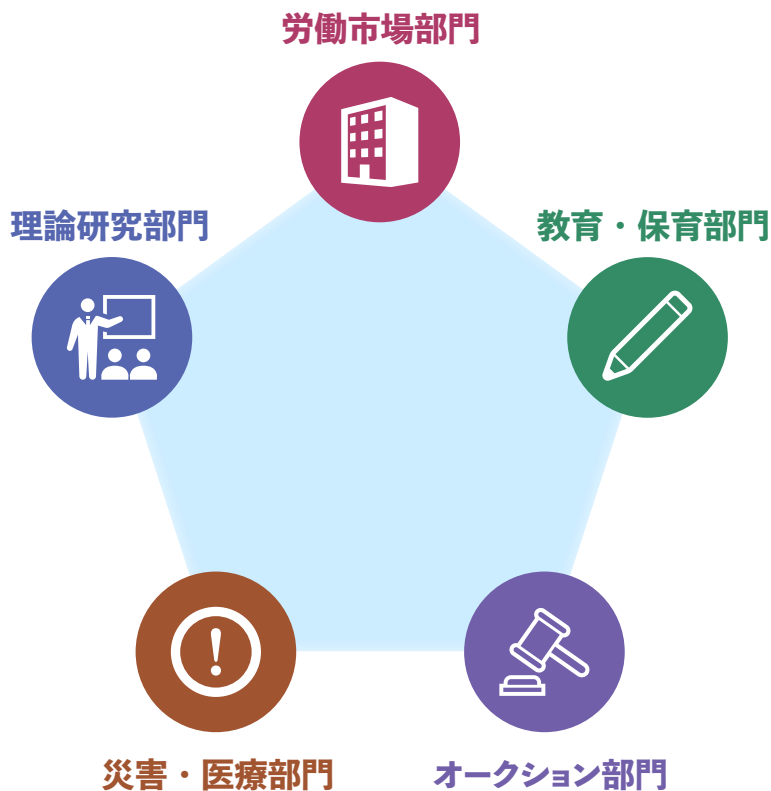 労働市場部門
理論研究部門
教育・保育部門
災害・医療部門
オークション部門